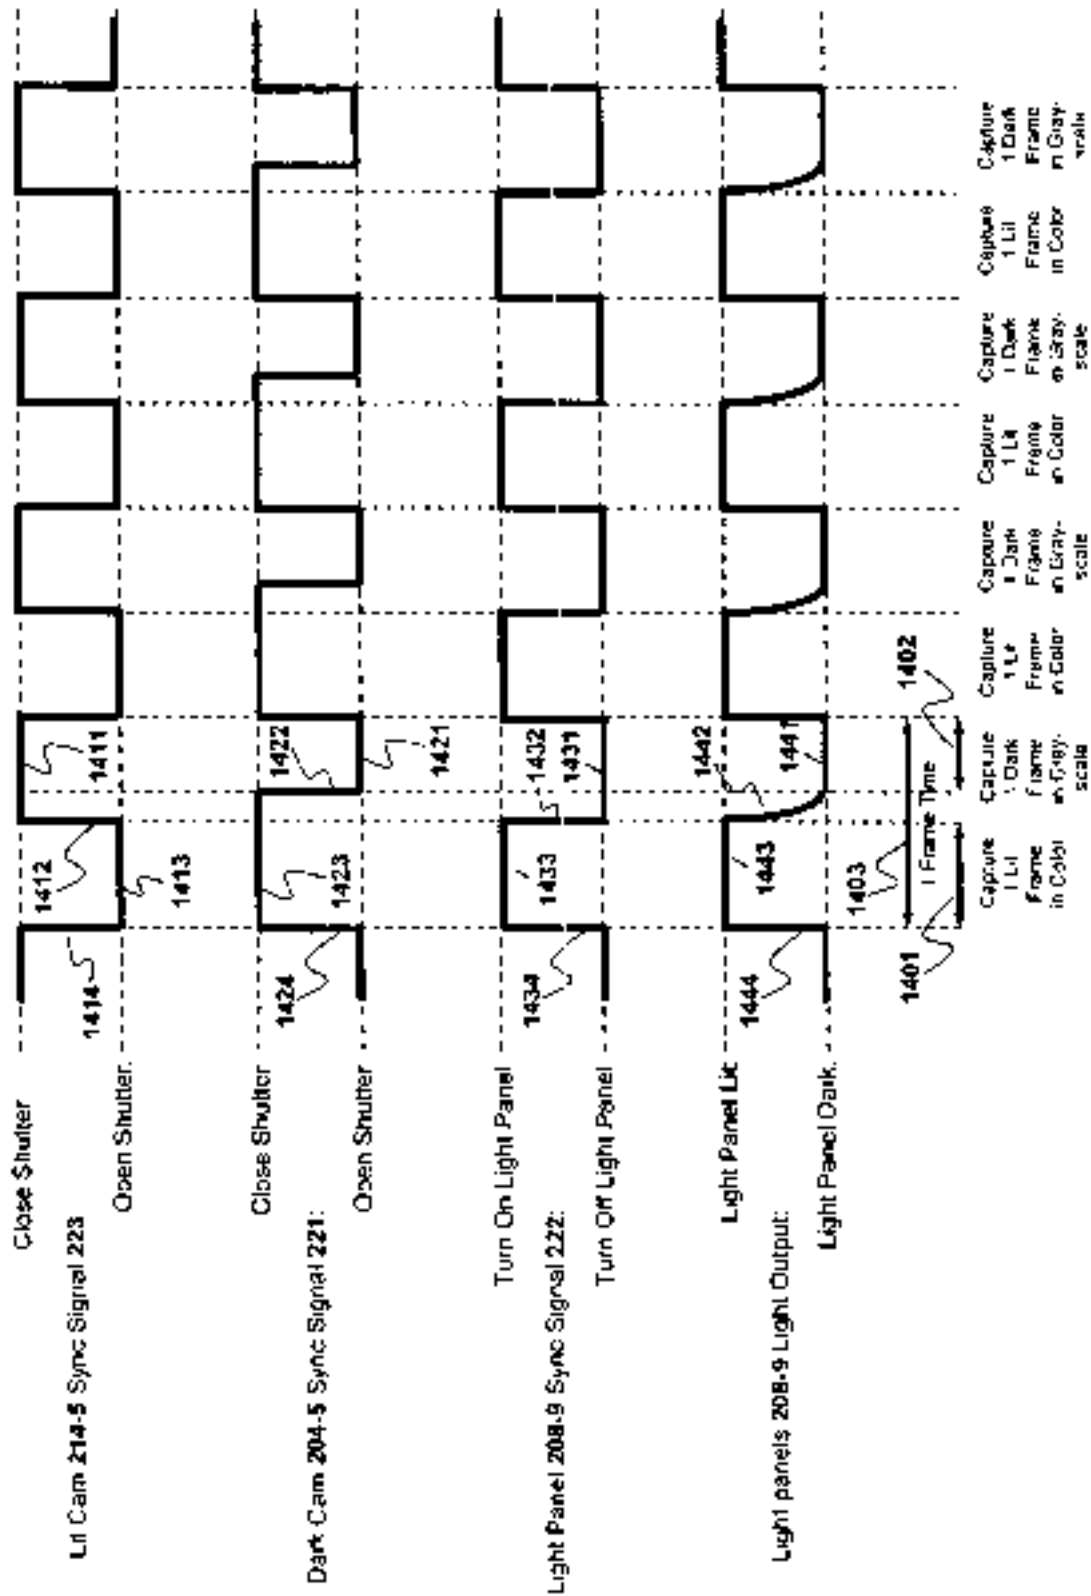 Lit Cam 214-5 Sync Signal 223
Close Shutter
Open Shutter.
1414
1412
1413
1411
Dark Cam 204-5 Sync Signal 221:
Close Shutter
Open Shutter
1424
1423
1422
1421
Light Panel 208-9 Sync Signal 222:
Turn On Light Panel
Turn Off Light Panel
1434
1433
1432
1431
Light panels 208-9 Light Output:
Light Panel Lit
Light Panel Dark.
1444
1443
1442
1441
1403
1 Frame Time
1401
1402
Capture
1 Lit
Frame
in Color
Capture
1 Dark
Frame
in Gray-
scale
Capture
1 Lit
Frame
in Color
Capture
1 Dark
Frame
in Gray-
scale
Capture
1 Lit
Frame
in Color
Capture
1 Dark
Frame
in Gray-
scale
Capture
1 Lit
Frame
in Color
Capture
1 Dark
Frame
in Gray-
scale